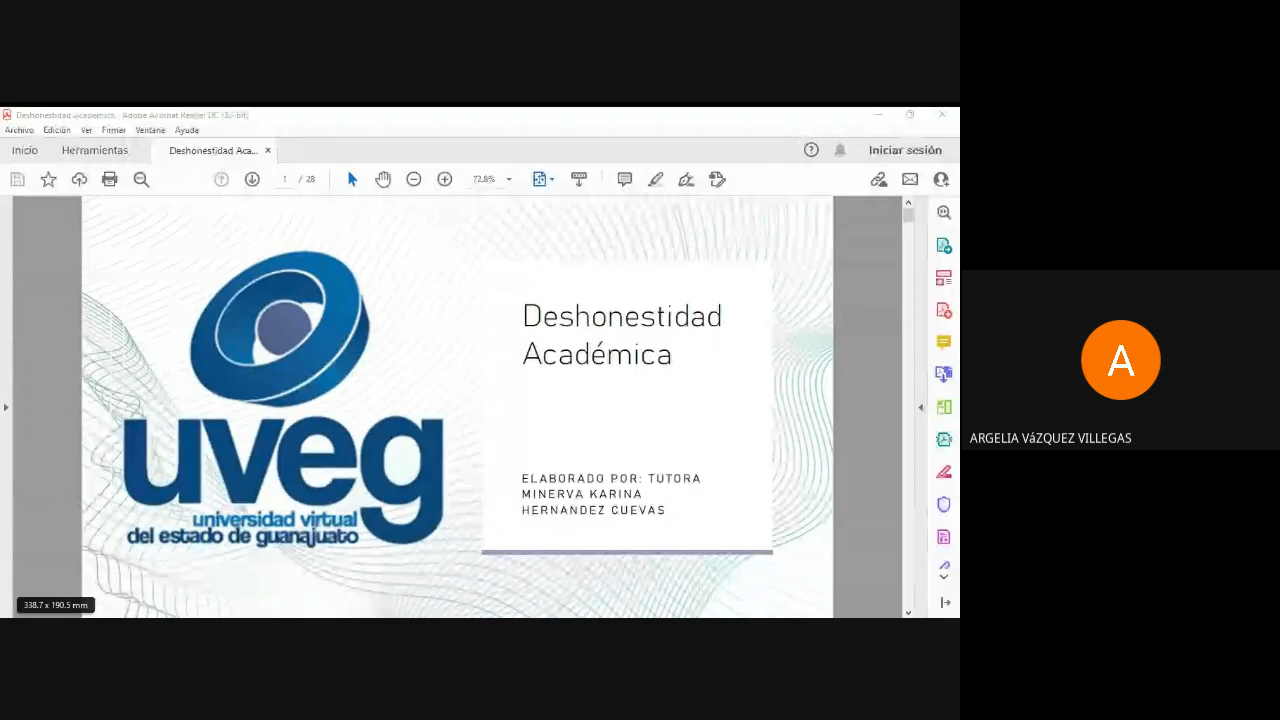 Deshonestidad Académica - Adobe Acrobat Reader DC (32-bit)
Archivo Edición Ver Firmar Ventana Ayuda
Inicio Herramientas Deshonestidad Aca... × Iniciar sesión
1 / 28 72.8%
uveg
universidad virtual
del estado de guanajuato
Deshonestidad
Académica
ELABORADO POR: TUTORA
MINERVA KARINA
HERNANDEZ CUEVAS
338.7 x 190.5 mm
A
ARGELIA VáZQUEZ VILLEGAS